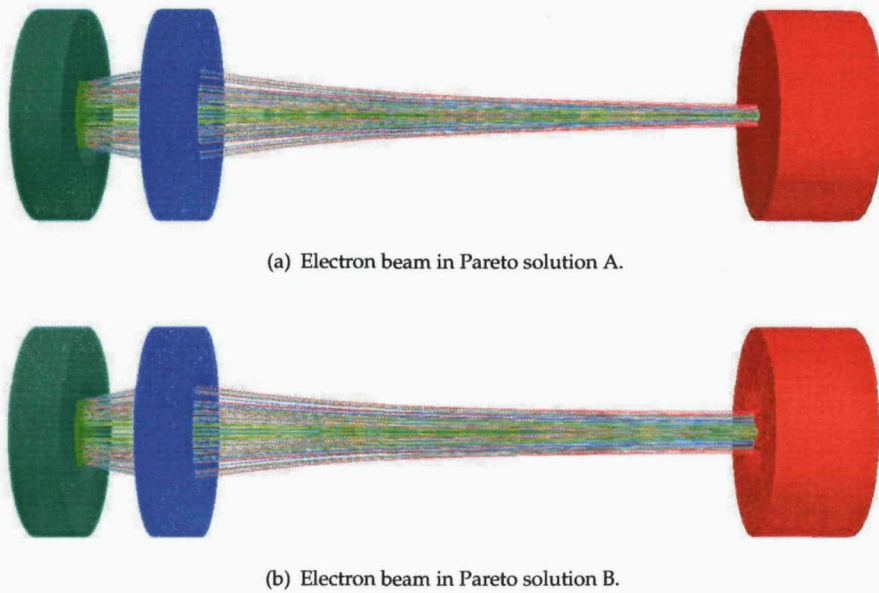 (a) Electron beam in Pareto solution A.
(b) Electron beam in Pareto solution B.